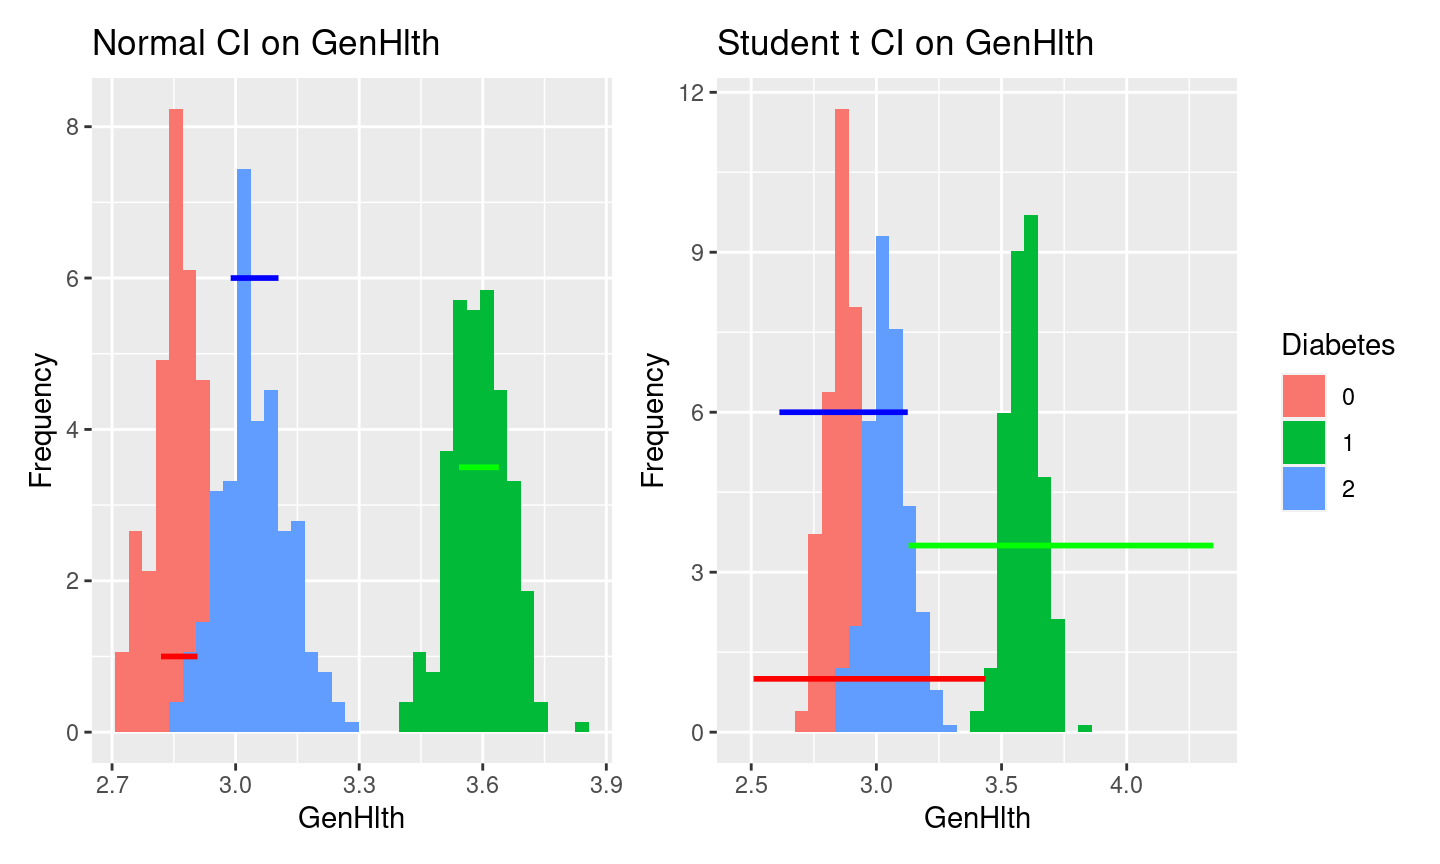 Normal CI on GenHlth
Frequency
8
6
4
2
0
2.7 3.0 3.3 3.6 3.9
GenHlth
Student t CI on GenHlth
Frequency
12
9
6
3
0
2.5 3.0 3.5 4.0
GenHlth
Diabetes
0
1
2